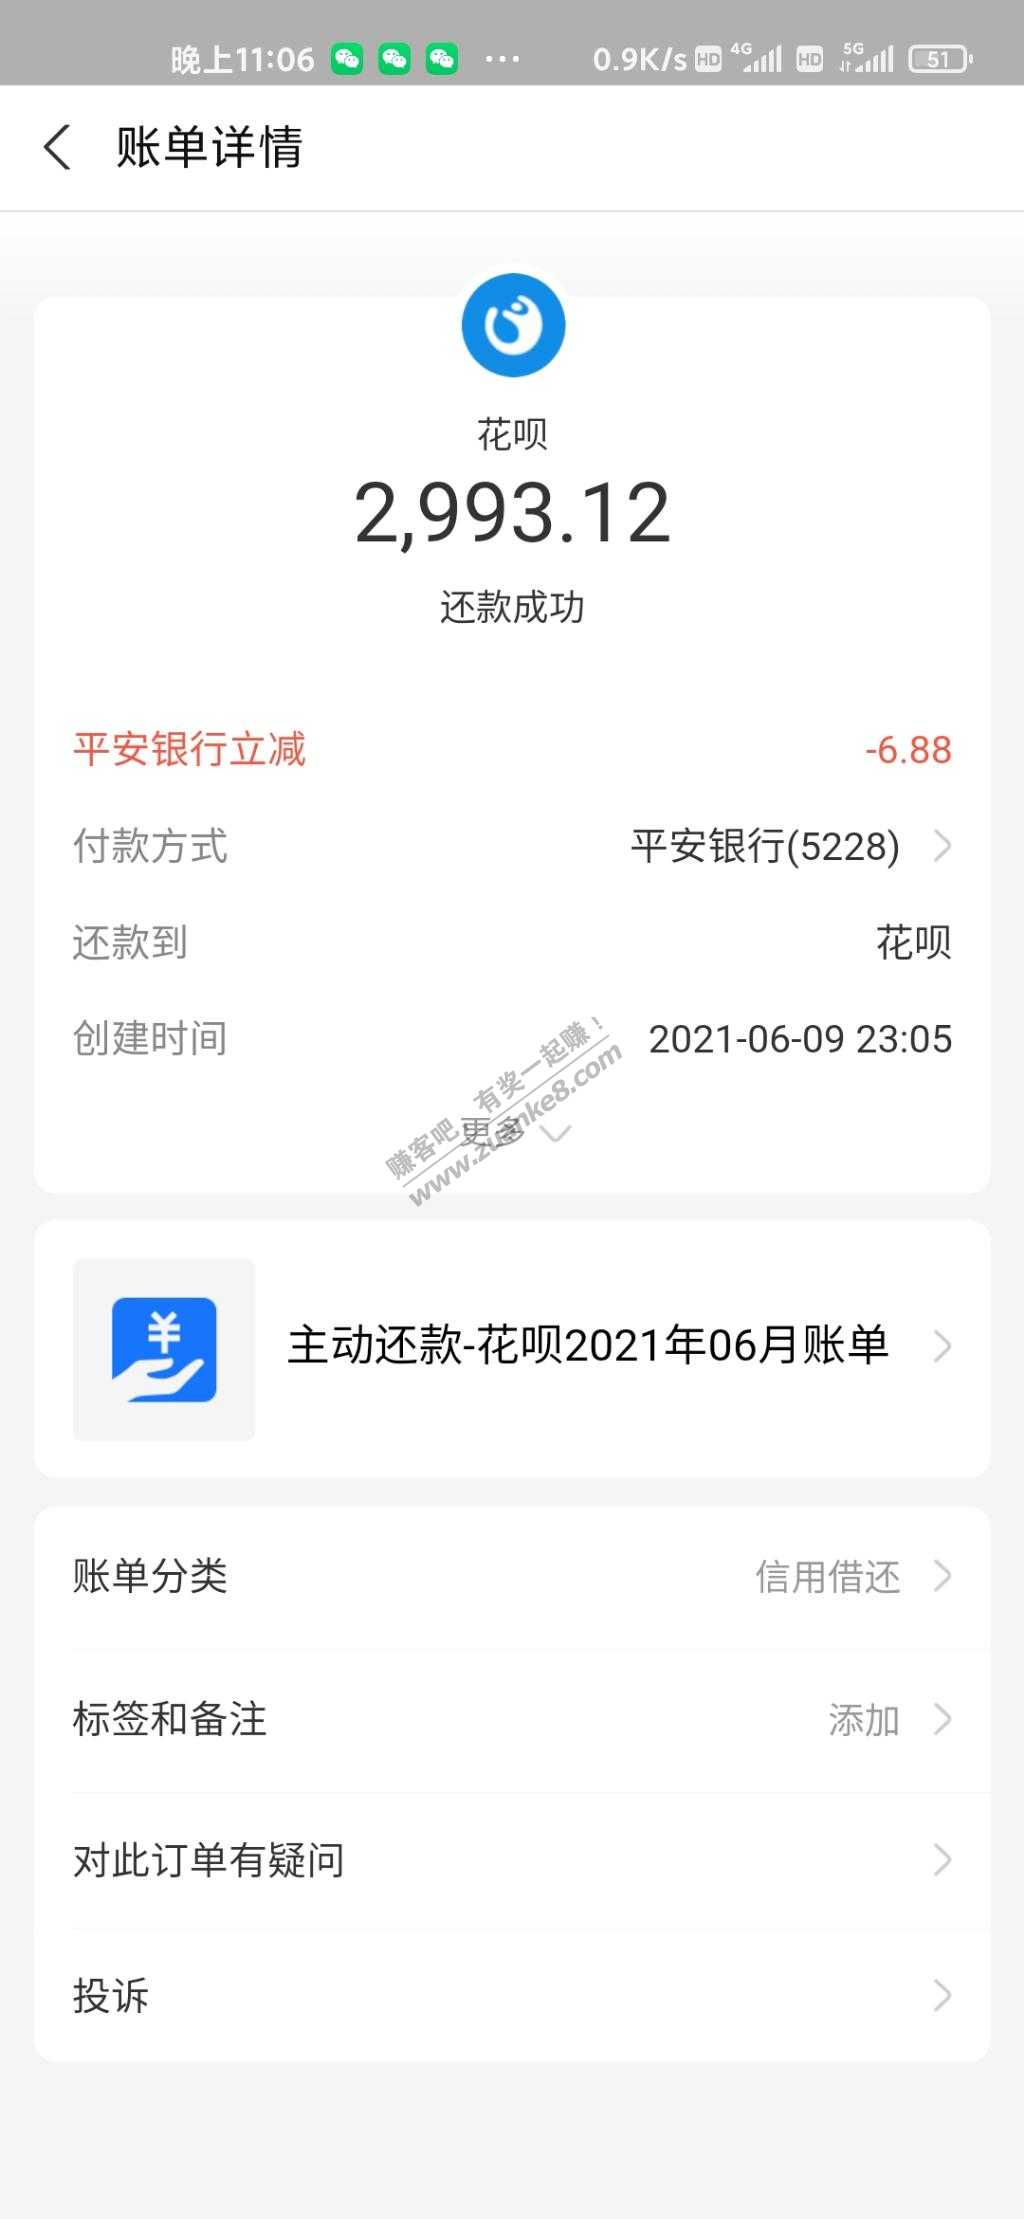 晚上11:06 ··· 0.9K/s HD 4G HD 5G 51
账单详情
花呗
2,993.12
还款成功
平安银行立减 -6.88
付款方式 平安银行(5228)
还款到 花呗
创建时间 2021-06-09 23:05
更多
赚客吧，有奖一起赚！
www.zuanke8.com
¥
主动还款-花呗2021年06月账单
账单分类 信用借还
标签和备注 添加
对此订单有疑问
投诉